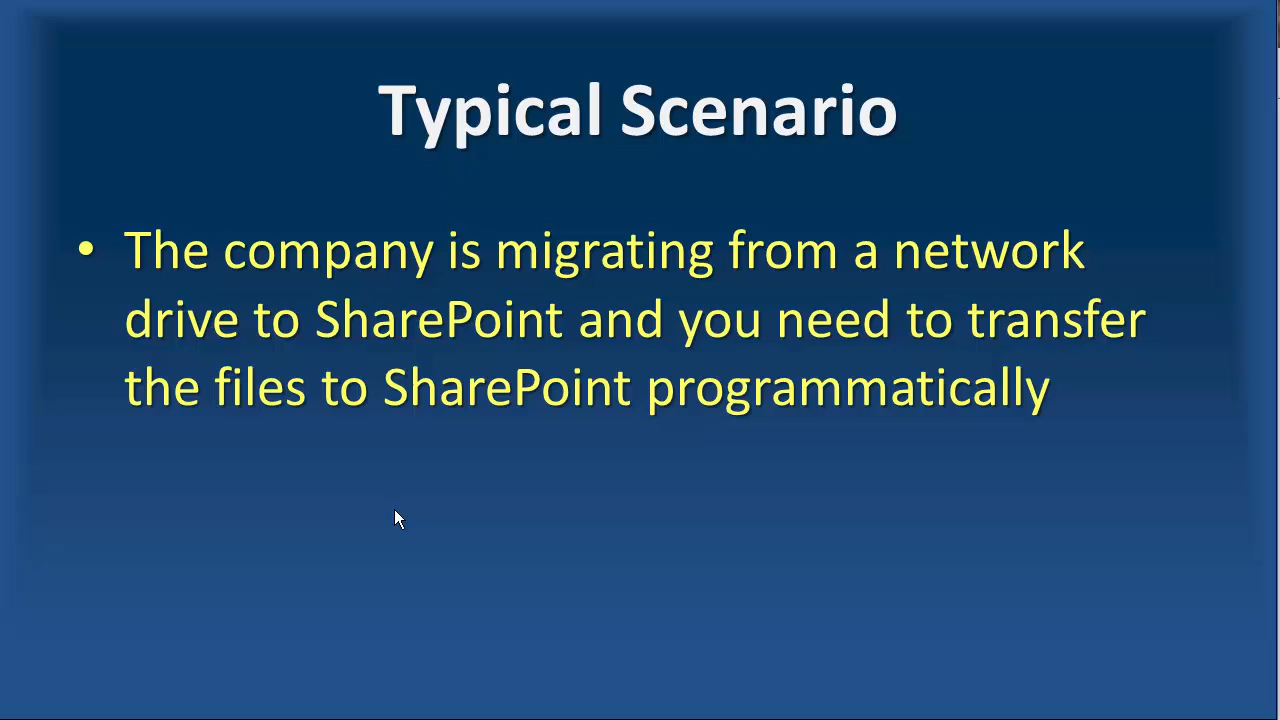 Typical Scenario
• The company is migrating from a network
drive to SharePoint and you need to transfer
the files to SharePoint programmatically